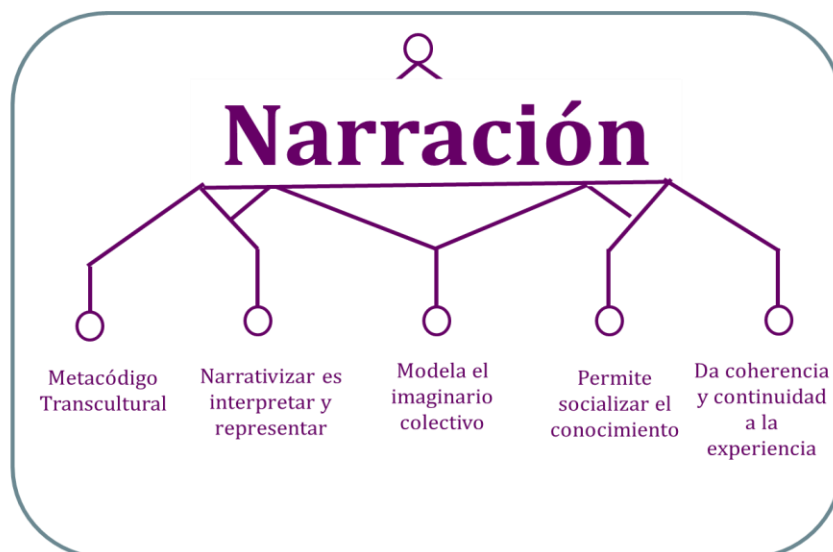 Narración
Metacódigo
Transcultural
Narrativizar es
interpretar y
representar
Modela el
imaginario
colectivo
Permite
socializar el
conocimiento
Da coherencia
y continuidad
a la
experiencia